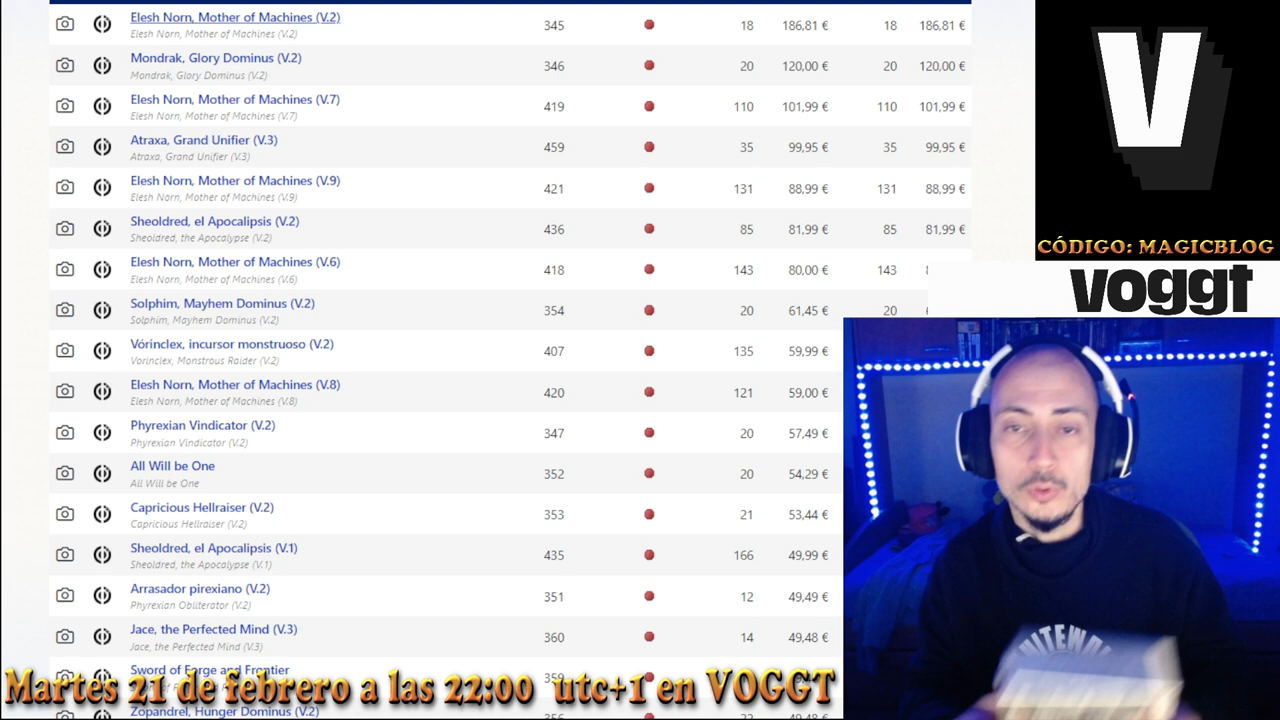 Elesh Norn, Mother of Machines (V.2) 345 18 186,81 € 18 186,81 €
Elesh Norn, Mother of Machines (V.2)
Mondrak, Glory Dominus (V.2) 346 20 120,00 € 20 120,00 €
Mondrak, Glory Dominus (V.2)
Elesh Norn, Mother of Machines (V.7) 419 110 101,99 € 110 101,99 €
Elesh Norn, Mother of Machines (V.7)
Atraxa, Grand Unifier (V.3) 459 35 99,95 € 35 99,95 €
Atraxa, Grand Unifier (V.3)
Elesh Norn, Mother of Machines (V.9) 421 131 88,99 € 131 88,99 €
Elesh Norn, Mother of Machines (V.9)
Sheoldred, el Apocalipsis (V.2) 436 85 81,99 € 85 81,99 €
Sheoldred, the Apocalypse (V.2)
Elesh Norn, Mother of Machines (V.6) 418 143 80,00 € 143
Elesh Norn, Mother of Machines (V.6)
Solphim, Mayhem Dominus (V.2) 354 20 61,45 € 20
Solphim, Mayhem Dominus (V.2)
Vórinclex, incursor monstruoso (V.2) 407 135 59,99 €
Vorinclex, Monstrous Raider (V.2)
Elesh Norn, Mother of Machines (V.8) 420 121 59,00 €
Elesh Norn, Mother of Machines (V.8)
Phyrexian Vindicator (V.2) 347 20 57,49 €
Phyrexian Vindicator (V.2)
All Will be One 352 20 54,29 €
All Will be One
Capricious Hellraiser (V.2) 353 21 53,44 €
Capricious Hellraiser (V.2)
Sheoldred, el Apocalipsis (V.1) 435 166 49,99 €
Sheoldred, the Apocalypse (V.1)
Arrasador pirexiano (V.2) 351 12 49,49 €
Phyrexian Obliterator (V.2)
Jace, the Perfected Mind (V.3) 360 14 49,48 €
Jace, the Perfected Mind (V.3)
Sword of Forge and Frontier
Zopandrel, Hunger Dominus (V.2)
V
CÓDIGO: MAGICBLOG
voggt
Martes 21 de febrero a las 22:00 utc+1 en VOGGT